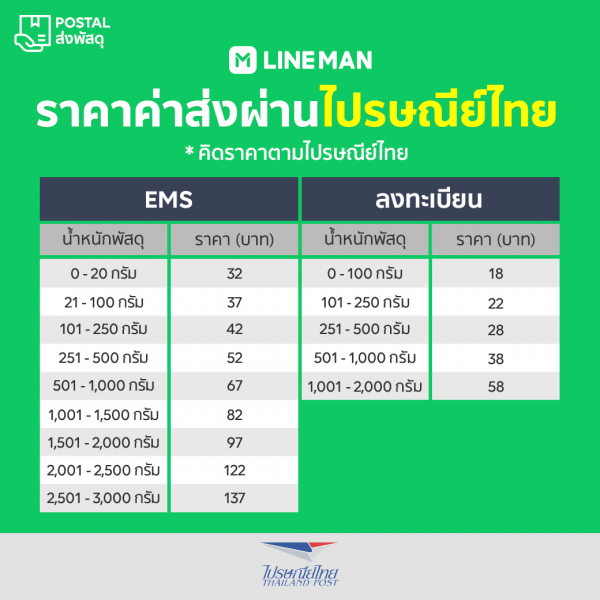 POSTAL
ส่งพัสดุ
LINE MAN
ราคาค่าส่งผ่านไปรษณีย์ไทย
* คิดราคาตามไปรษณีย์ไทย
EMS ลงทะเบียน
น้ำหนักพัสดุ ราคา (บาท) น้ำหนักพัสดุ ราคา (บาท)
0 - 20 กรัม 32 0 - 100 กรัม 18
21 - 100 กรัม 37 101 - 250 กรัม 22
101 - 250 กรัม 42 251 - 500 กรัม 28
251 - 500 กรัม 52 501 - 1,000 กรัม 38
501 - 1,000 กรัม 67 1,001 - 2,000 กรัม 58
1,001 - 1,500 กรัม 82
1,501 - 2,000 กรัม 97
2,001 - 2,500 กรัม 122
2,501 - 3,000 กรัม 137
ไปรษณีย์ไทย
THAILAND POST